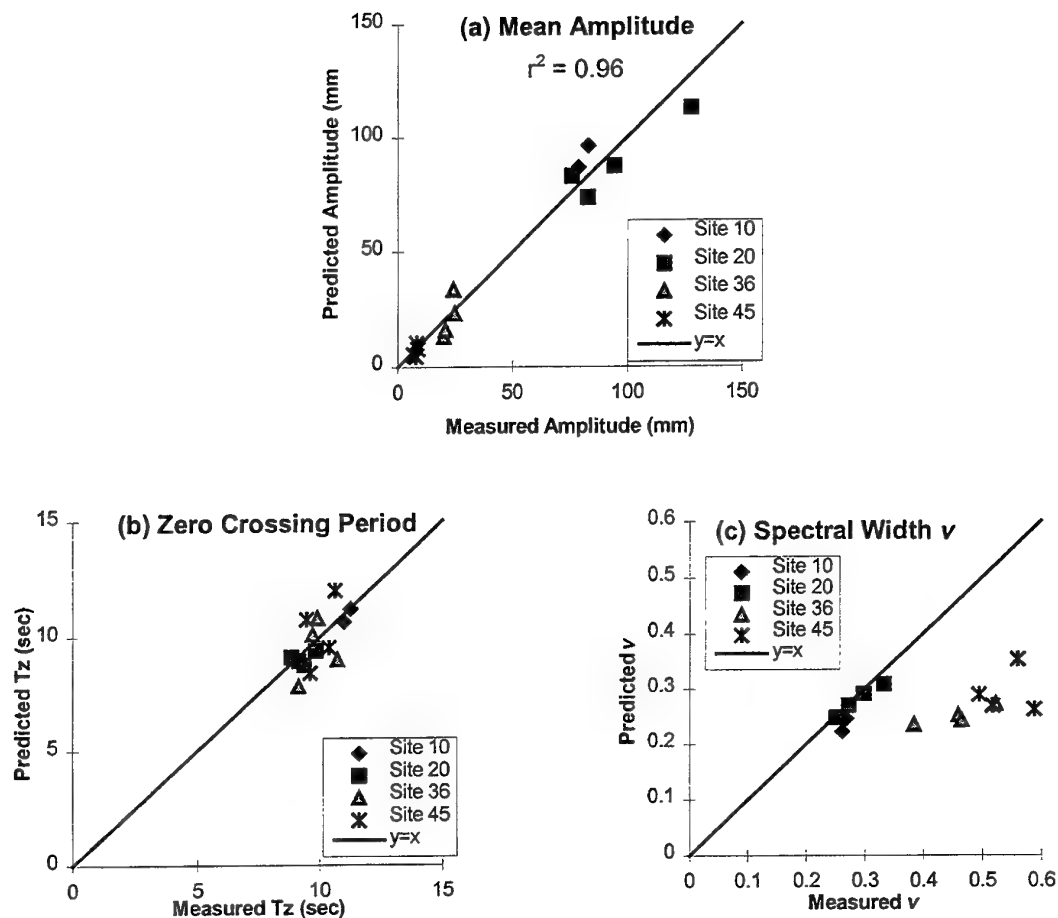 (a) Mean Amplitude
r² = 0.96
Predicted Amplitude (mm
150
100
50
0
Site 10
Site 20
Site 36
Site 45
y=x
0 50 100 150
Measured Amplitude (mm)
(b) Zero Crossing Period
Predicted Tz (sec)
15
10
5
0
Site 10
Site 20
Site 36
Site 45
y=x
0 5 10 15
Measured Tz (sec)
(c) Spectral Width v
Predicted v
0.6
0.5
0.4
0.3
0.2
0.1
0
Site 10
Site 20
Site 36
Site 45
y=x
0 0.1 0.2 0.3 0.4 0.5 0.6
Measured v